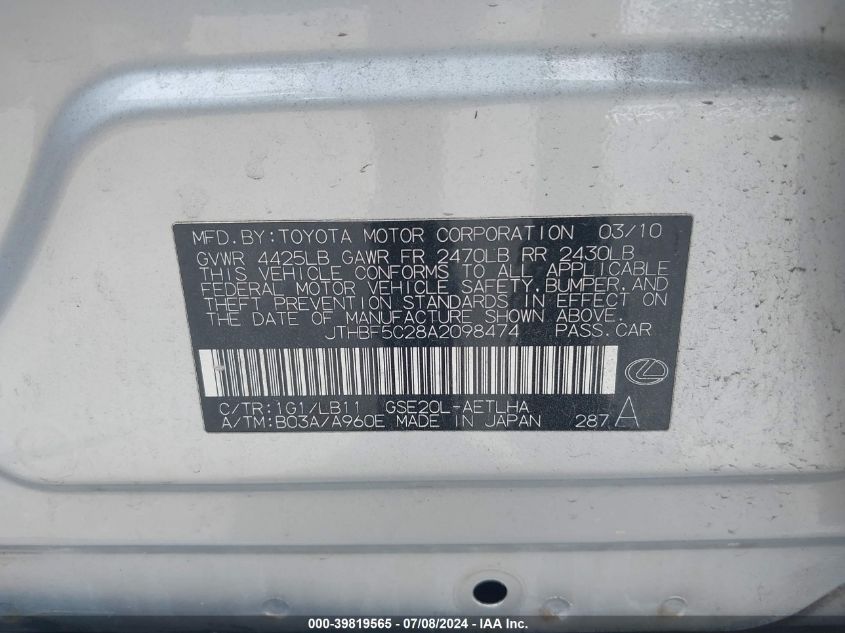 MFD.BY:TOYOTA MOTOR CORPORATION 03/10
GVWR 4425LB GAWR FR 2470LB RR 2430LB
THIS VEHICLE CONFORMS TO ALL APPLICABLE
FEDERAL MOTOR VEHICLE SAFETY,BUMPER,AND
THEFT PREVENTION STANDARDS IN EFFECT ON
THE DATE OF MANUFACTURE SHOWN ABOVE.
JTHBF5C28A2098474 PASS.CAR
C/TR:1G1/LB11 GSE20L-AETLHA
A/TM:B03A/A960E MADE IN JAPAN 287 A
000-39819565 - 07/08/2024 - IAA Inc.